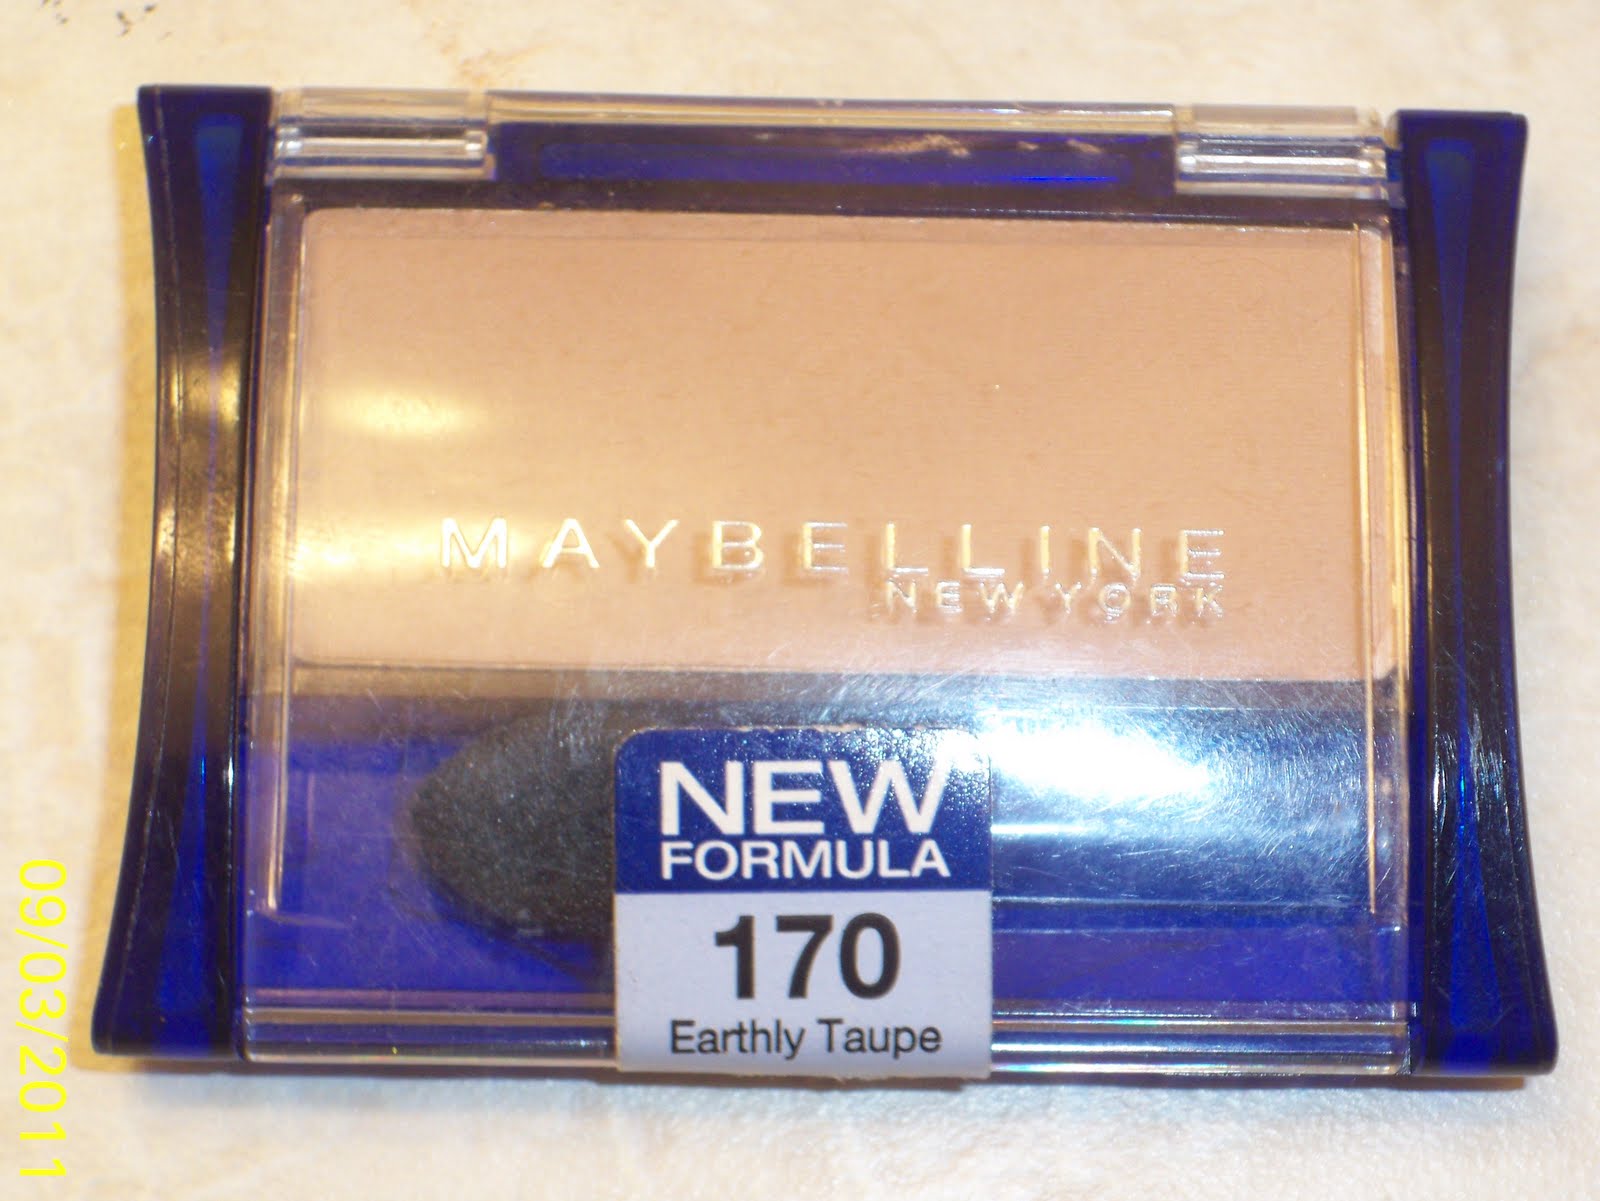 MAYBELLINE
NEW YORK
NEW
FORMULA
170
Earthly Taupe
09/03/2011